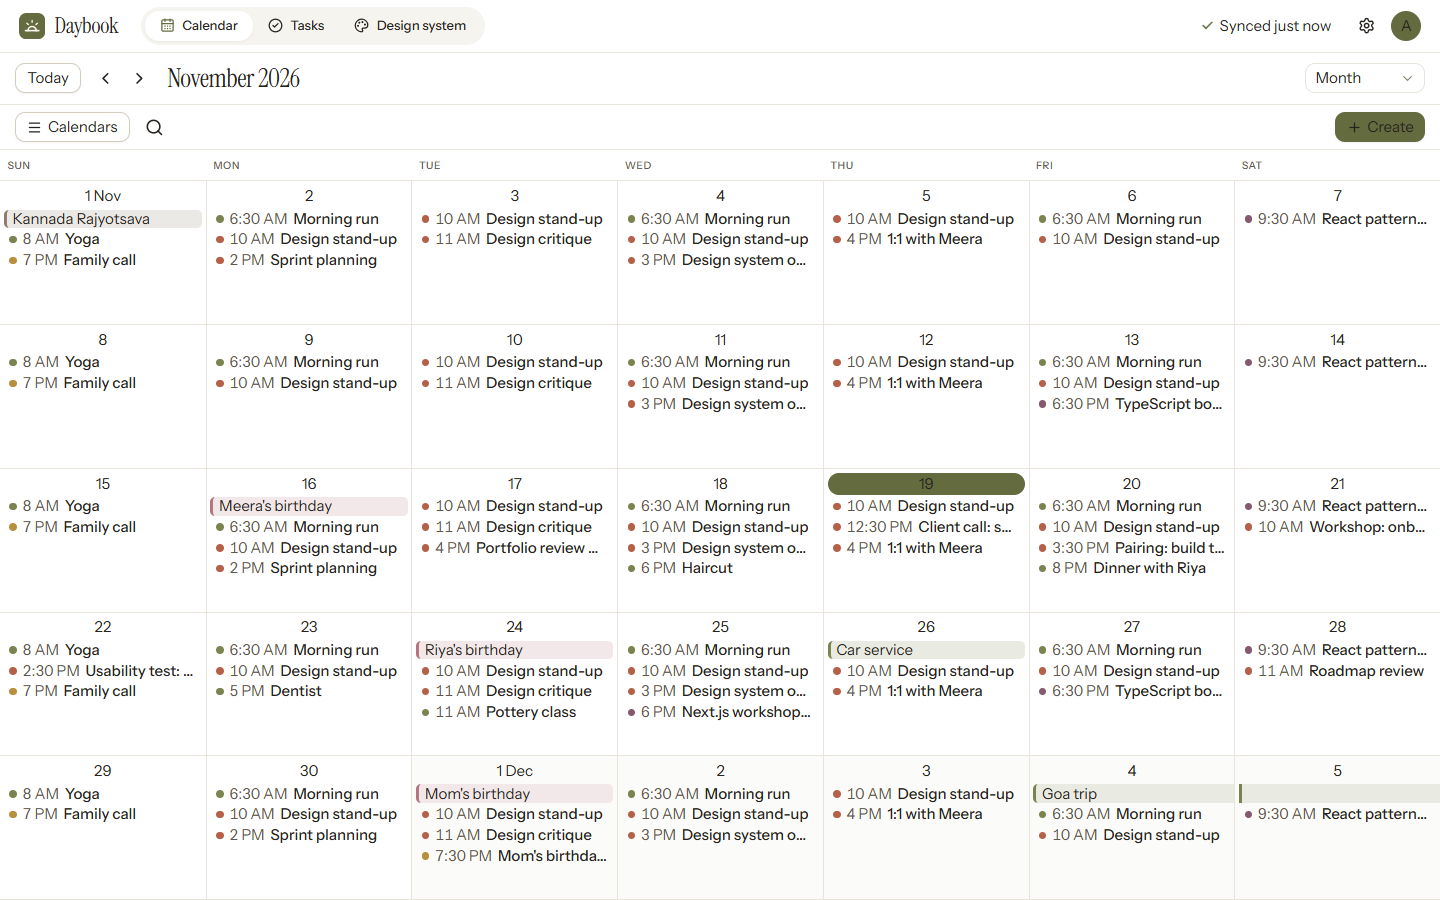 Daybook
Calendar
Tasks
Design system
Synced just now
A
Today
November 2026
Month
Calendars
Create
SUN MON TUE WED THU FRI SAT
1 Nov
Kannada Rajyotsava
8 AM Yoga
7 PM Family call
2
6:30 AM Morning run
10 AM Design stand-up
2 PM Sprint planning
3
10 AM Design stand-up
11 AM Design critique
4
6:30 AM Morning run
10 AM Design stand-up
3 PM Design system o...
5
10 AM Design stand-up
4 PM 1:1 with Meera
6
6:30 AM Morning run
10 AM Design stand-up
7
9:30 AM React pattern...
8
8 AM Yoga
7 PM Family call
9
6:30 AM Morning run
10 AM Design stand-up
10
10 AM Design stand-up
11 AM Design critique
11
6:30 AM Morning run
10 AM Design stand-up
3 PM Design system o...
12
10 AM Design stand-up
4 PM 1:1 with Meera
13
6:30 AM Morning run
10 AM Design stand-up
6:30 PM TypeScript bo...
14
9:30 AM React pattern...
15
8 AM Yoga
7 PM Family call
16
Meera's birthday
6:30 AM Morning run
10 AM Design stand-up
2 PM Sprint planning
17
10 AM Design stand-up
11 AM Design critique
4 PM Portfolio review ...
18
6:30 AM Morning run
10 AM Design stand-up
3 PM Design system o...
6 PM Haircut
19
10 AM Design stand-up
12:30 PM Client call: s...
4 PM 1:1 with Meera
20
6:30 AM Morning run
10 AM Design stand-up
3:30 PM Pairing: build t...
8 PM Dinner with Riya
21
9:30 AM React pattern...
10 AM Workshop: onb...
22
8 AM Yoga
2:30 PM Usability test: ...
7 PM Family call
23
6:30 AM Morning run
10 AM Design stand-up
5 PM Dentist
24
Riya's birthday
10 AM Design stand-up
11 AM Design critique
11 AM Pottery class
25
6:30 AM Morning run
10 AM Design stand-up
3 PM Design system o...
6 PM Next.js workshop...
26
Car service
10 AM Design stand-up
4 PM 1:1 with Meera
27
6:30 AM Morning run
10 AM Design stand-up
6:30 PM TypeScript bo...
28
9:30 AM React pattern...
11 AM Roadmap review
29
8 AM Yoga
7 PM Family call
30
6:30 AM Morning run
10 AM Design stand-up
2 PM Sprint planning
1 Dec
Mom's birthday
10 AM Design stand-up
11 AM Design critique
7:30 PM Mom's birthda...
2
6:30 AM Morning run
10 AM Design stand-up
3 PM Design system o...
3
10 AM Design stand-up
4 PM 1:1 with Meera
4
Goa trip
6:30 AM Morning run
10 AM Design stand-up
5
9:30 AM React pattern...